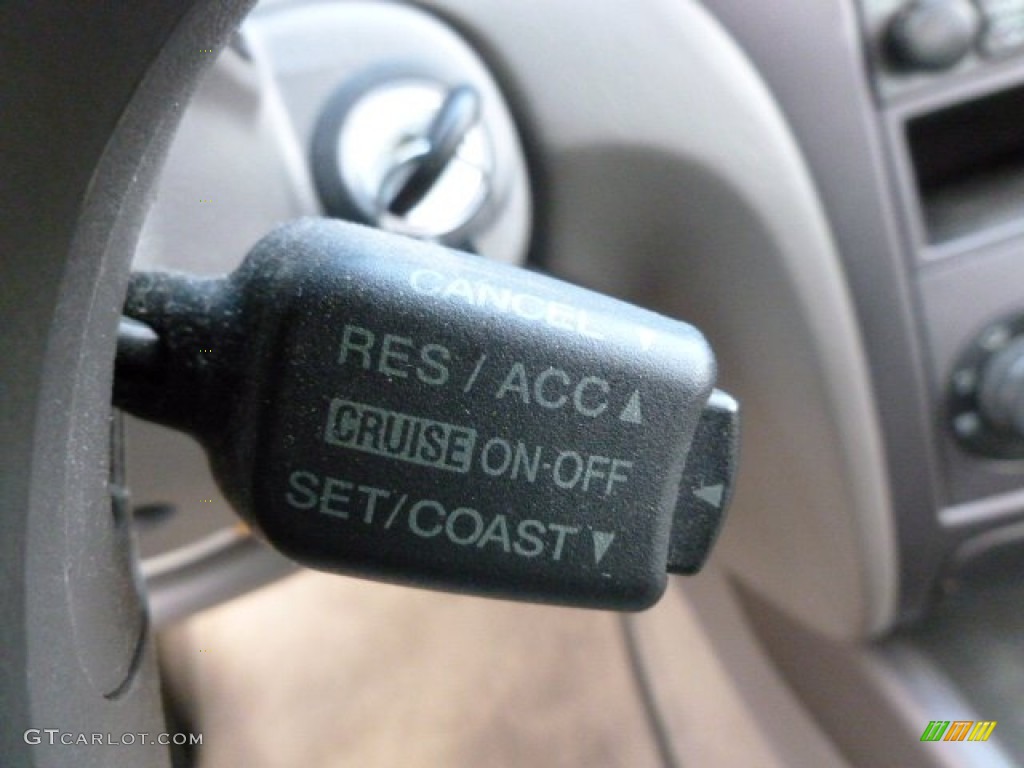 CANCEL ▼
RES / ACC ▲
CRUISE ON-OFF ◀
SET/COAST ▼
GTCARLOT.COM